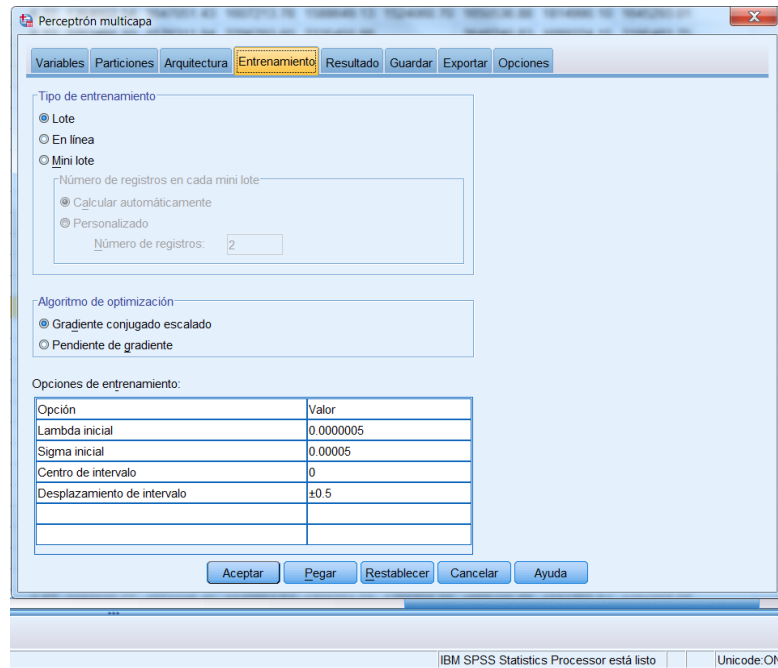 Perceptrón multicapa
Variables Particiones Arquitectura Entrenamiento Resultado Guardar Exportar Opciones
Tipo de entrenamiento
Lote
En línea
Mini lote
Número de registros en cada mini lote
Calcular automáticamente
Personalizado
Número de registros: 2
Algoritmo de optimización
Gradiente conjugado escalado
Pendiente de gradiente
Opciones de entrenamiento:
Opción Valor
Lambda inicial 0.0000005
Sigma inicial 0.00005
Centro de intervalo 0
Desplazamiento de intervalo ±0.5
Aceptar Pegar Restablecer Cancelar Ayuda
IBM SPSS Statistics Processor está listo Unicode:ON